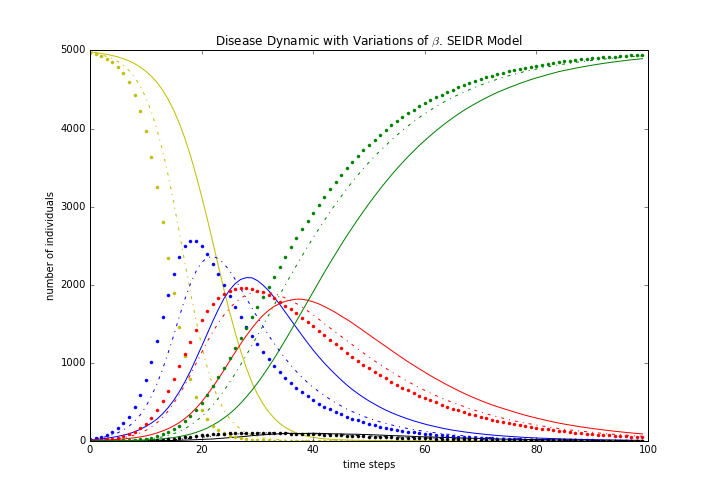 Disease Dynamic with Variations of β. SEIDR Model
5000
4000
3000
2000
1000
0
number of individuals
0 20 40 60 80 100
time steps